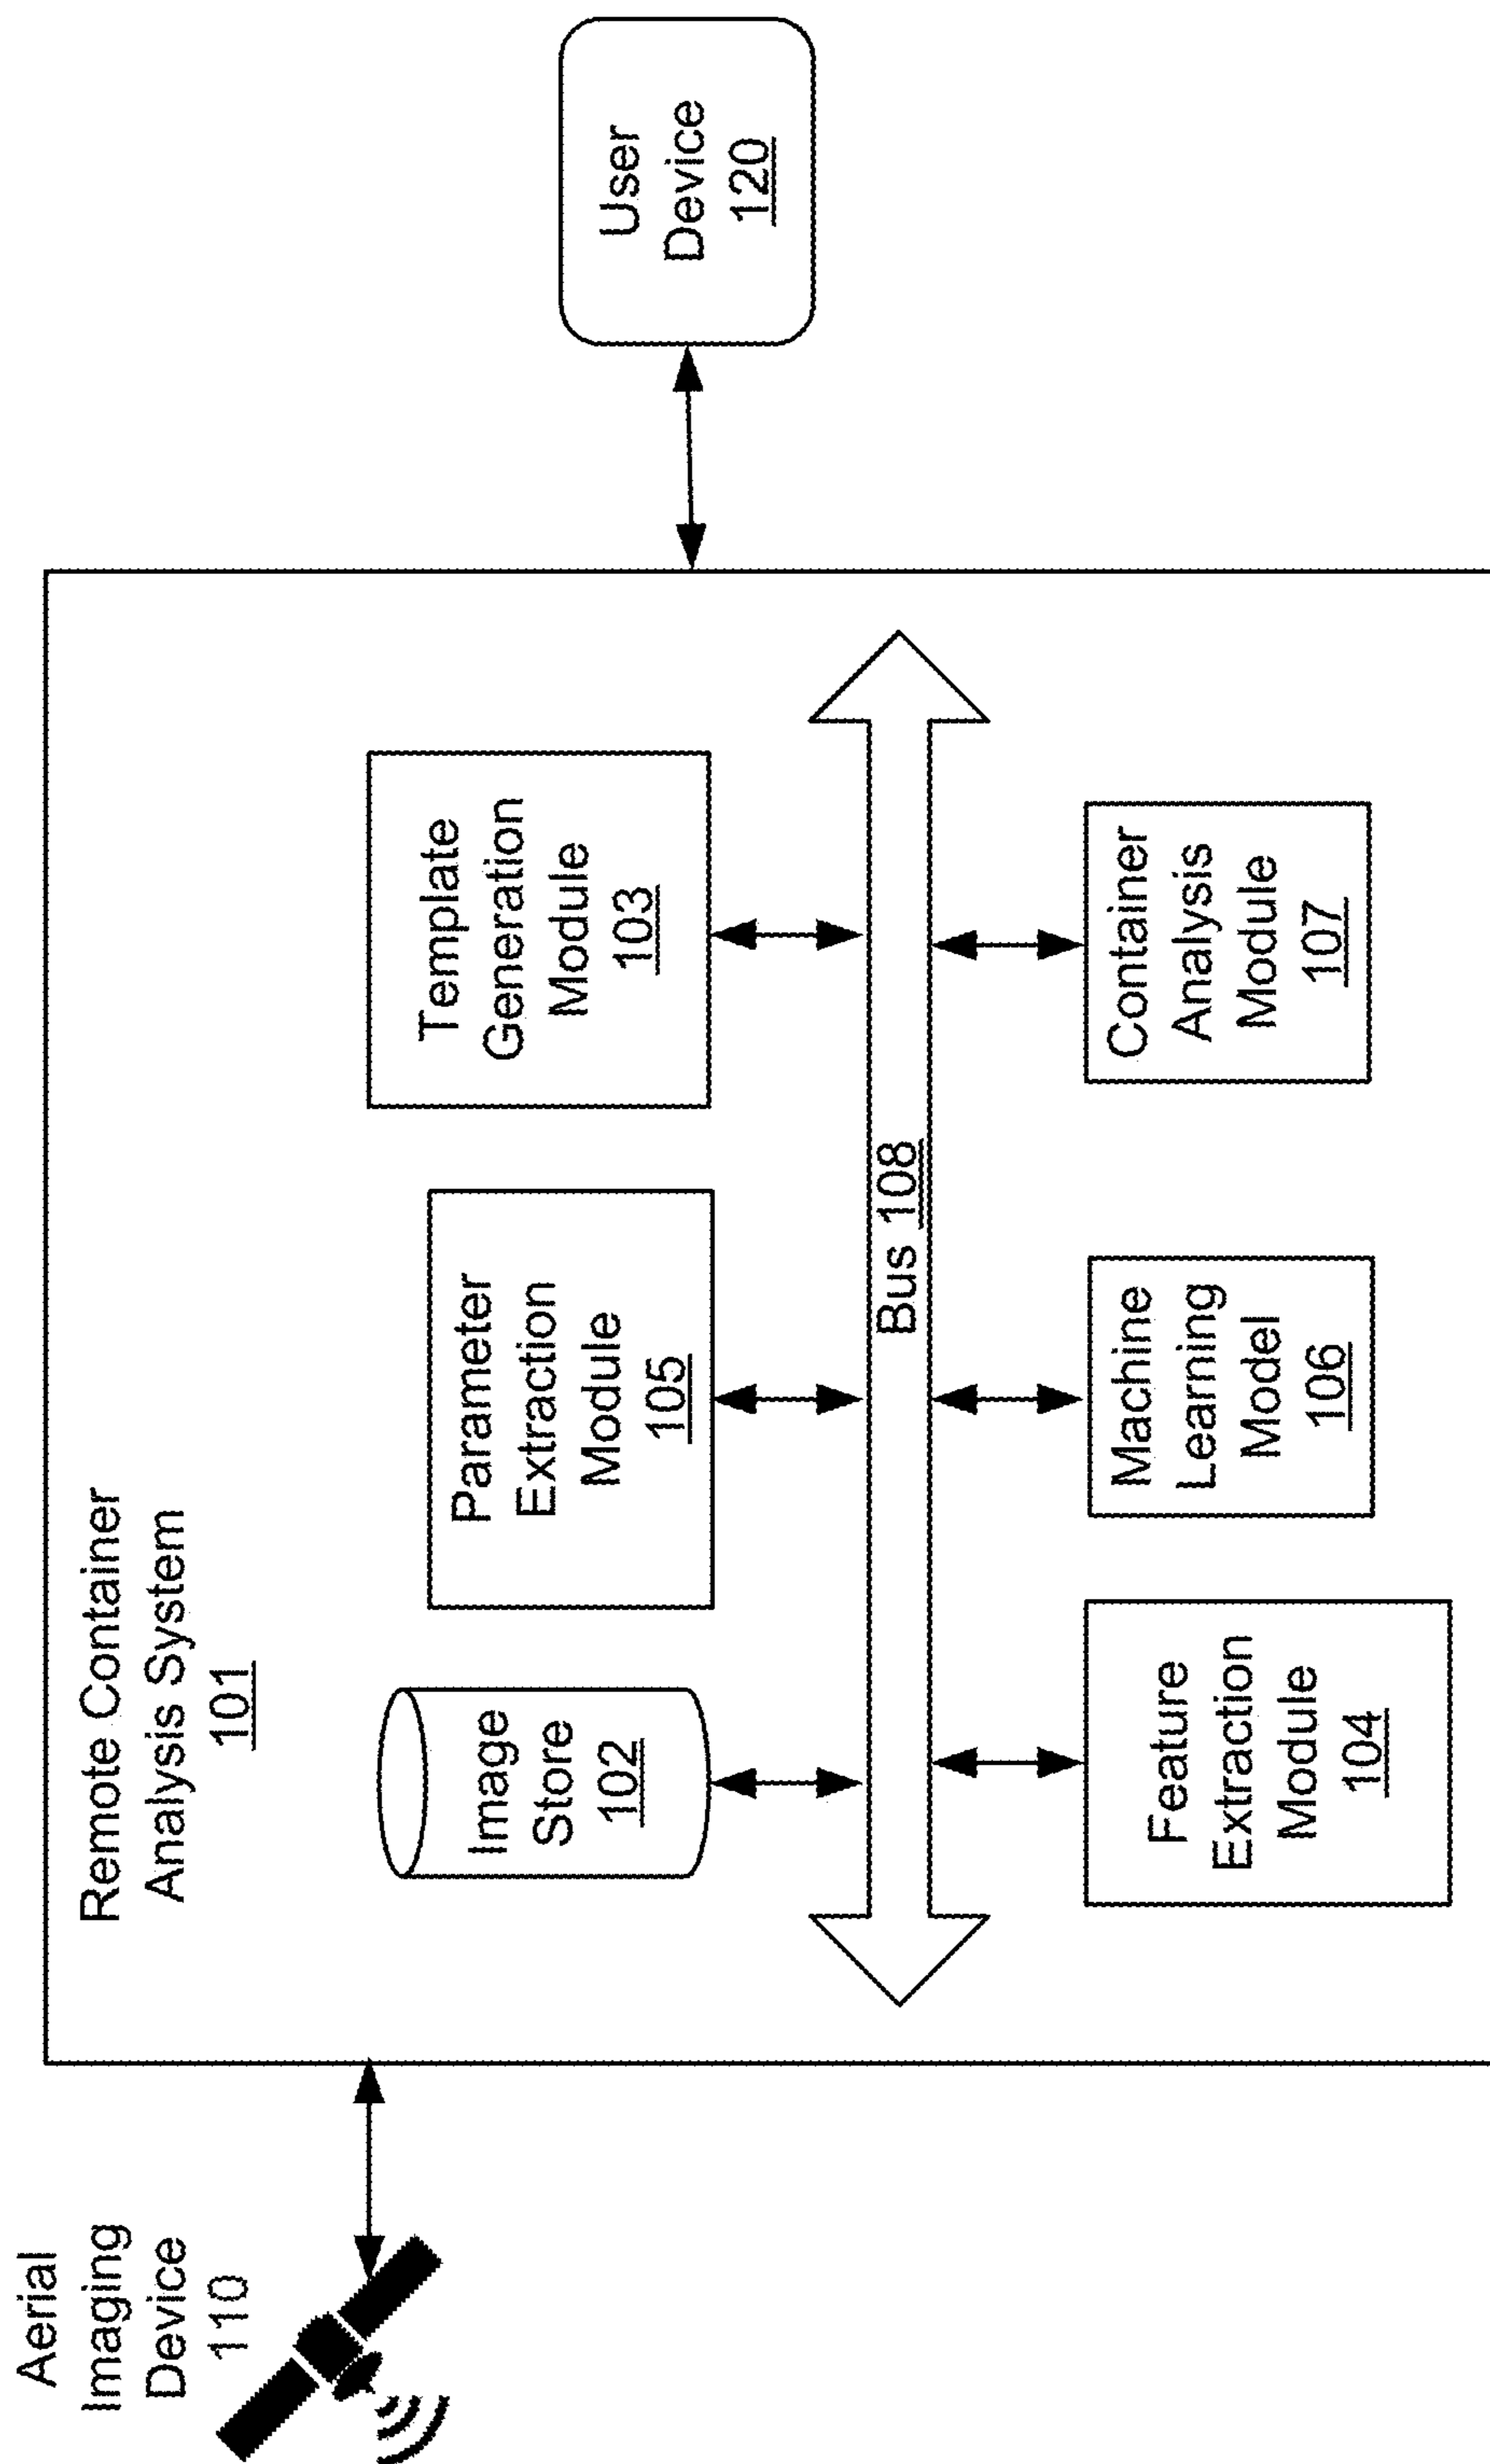 Aerial
Imaging
Device
110
Remote Container
Analysis System
101
Image
Store
102
Parameter
Extraction
Module
105
Template
Generation
Module
103
Bus 108
Feature
Extraction
Module
104
Machine
Learning
Model
106
Container
Analysis
Module
107
User
Device
120